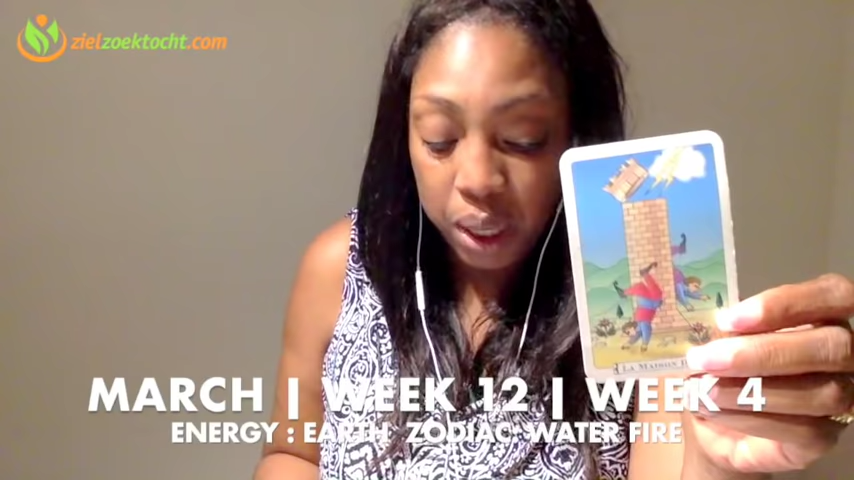 zielzoektocht.com
LA MAISON
MARCH | WEEK 12 | WEEK 4
ENERGY : EARTH ZODIAC : WATER FIRE